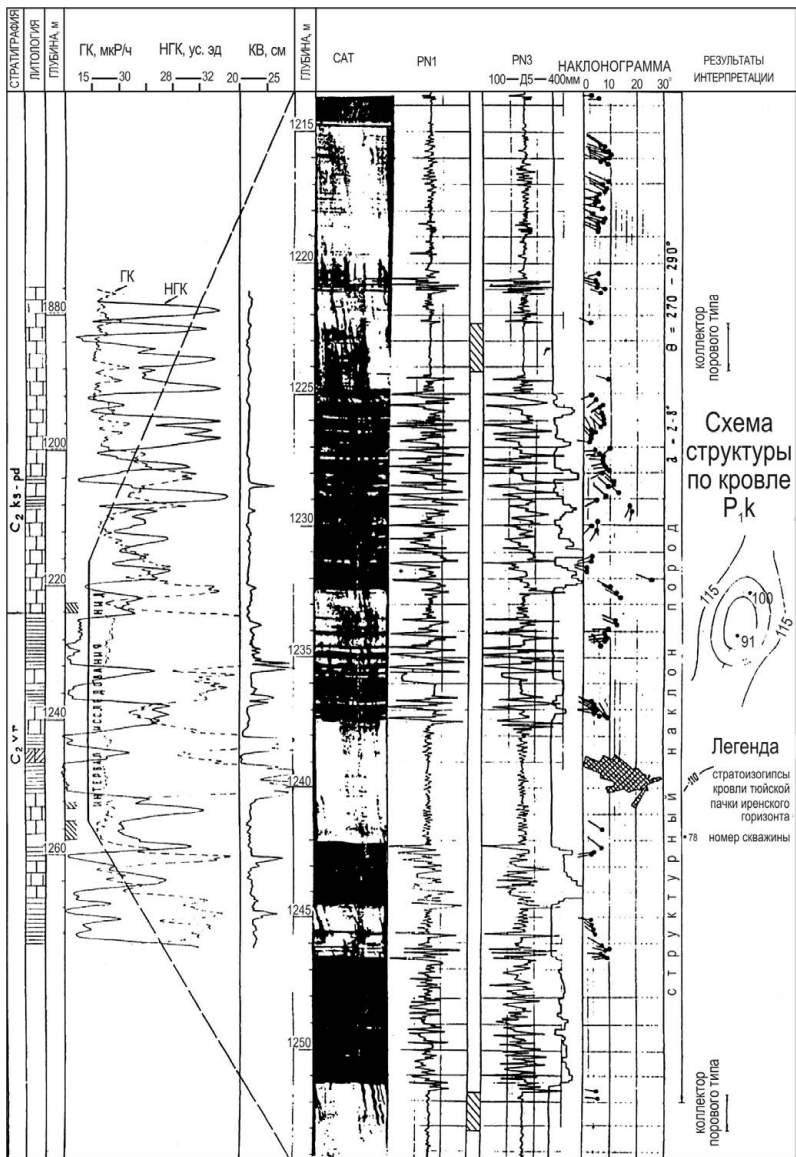 СТРАТИГРАФИЯ
ЛИТОЛОГИЯ
ГЛУБИНА, м
ГК, мкР/ч
15 30
НГК, ус. эд
28 32
КВ, см
20 25
ГЛУБИНА, м
САТ
PN1
PN3
100—Д5—400мм
НАКЛОНОГРАММА
0 10 20 30°
РЕЗУЛЬТАТЫ
ИНТЕРПРЕТАЦИИ
C₂ ks - pd
C₂ vr
1880
1200
1220
1240
1260
ГК
НГК
ИНТЕРВАЛ ИССЛЕДОВАНИЯ
1215
1220
1225
1230
1235
1240
1245
1250
СТРУКТУРНЫЙ НАКЛОН ПОРОД
2-8°
θ = 270 - 290°
коллектор
порового типа
Схема
структуры
по кровле
P₁k
115
100
91
115
Легенда
-110
стратоизогипсы
кровли тюйской
пачки иренского
горизонта
78 номер скважины
коллектор
порового типа